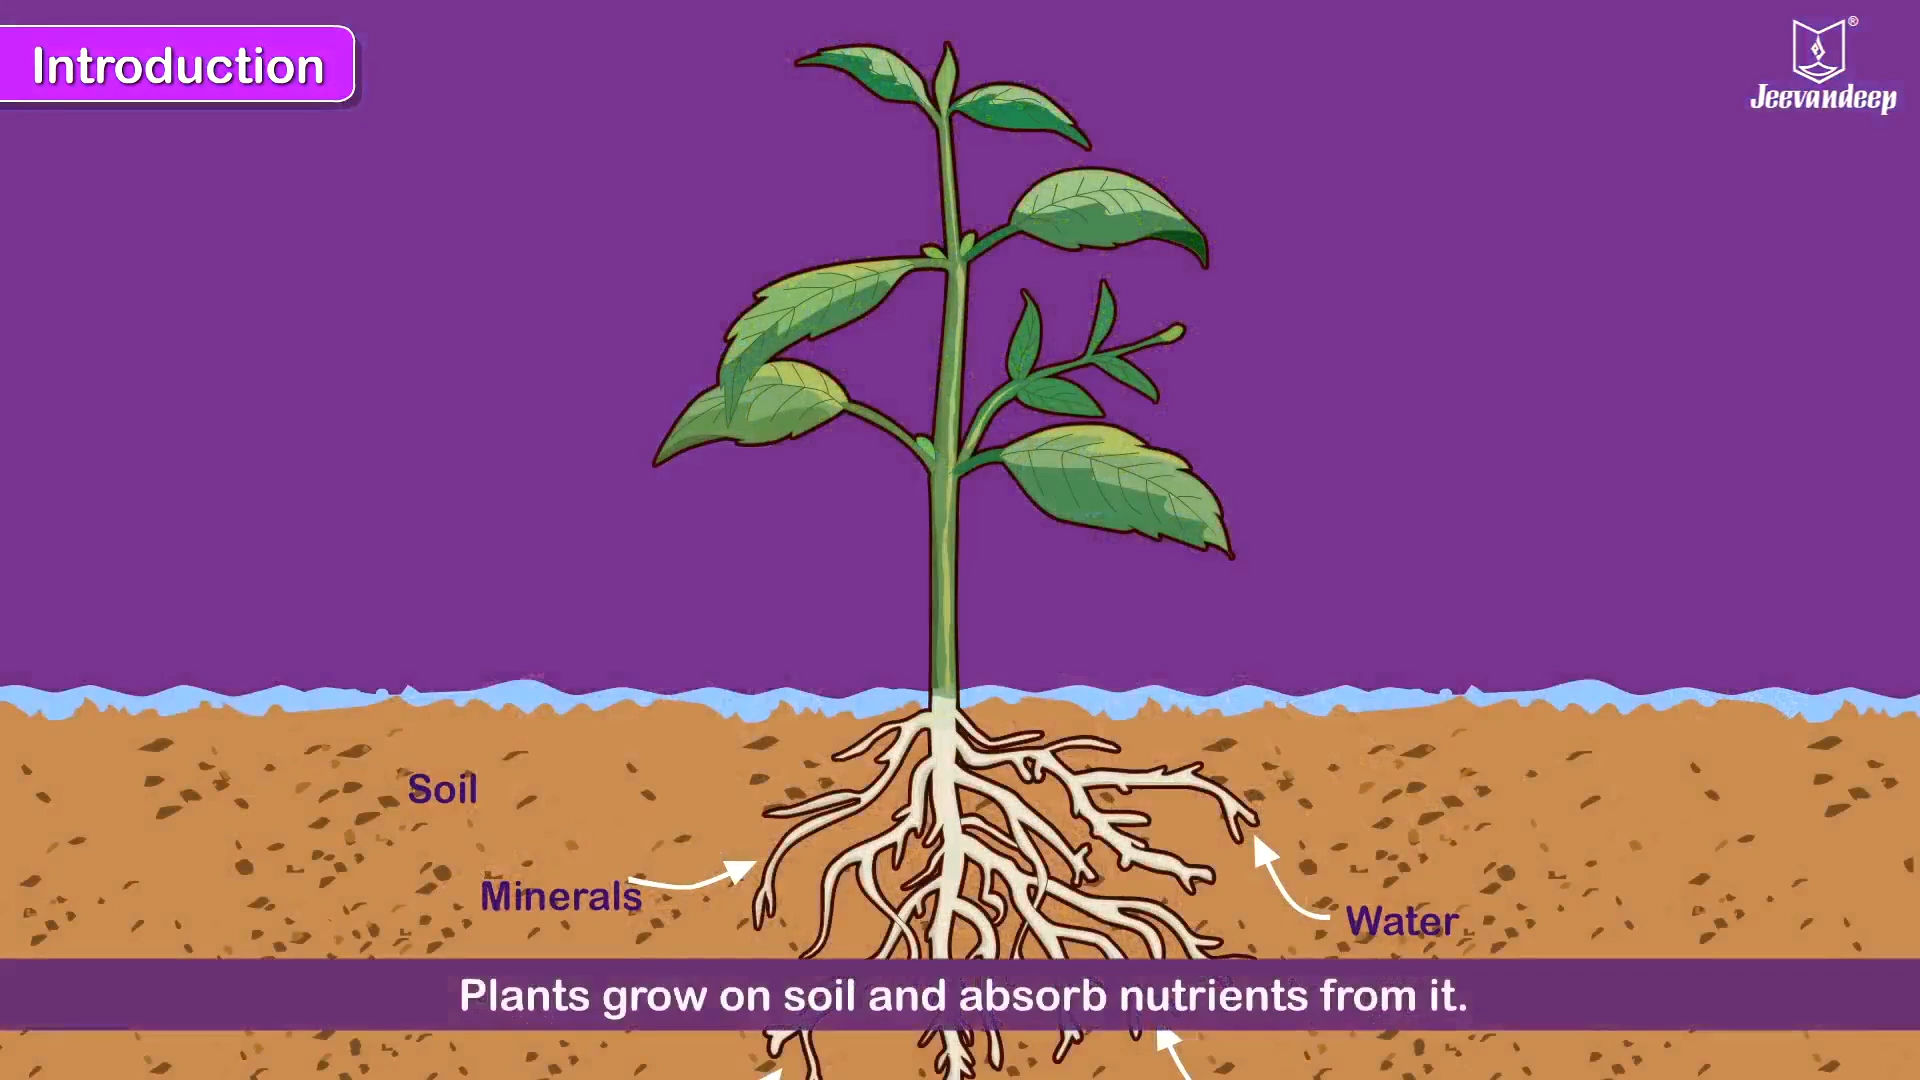 Introduction
®
Jeevandeep
Soil
Minerals
Water
Plants grow on soil and absorb nutrients from it.